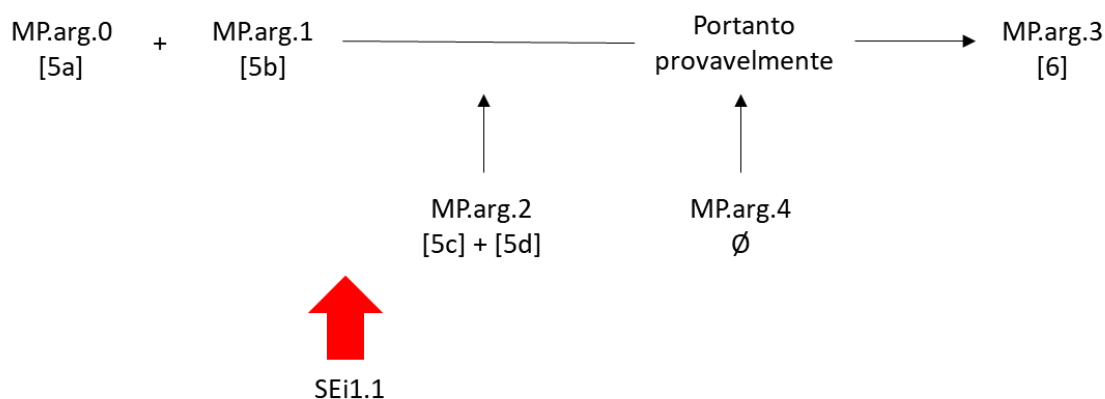 MP.arg.0 + MP.arg.1 Portanto MP.arg.3
[5a] [5b] provavelmente [6]
MP.arg.2 MP.arg.4
[5c] + [5d] Ø
SEi1.1